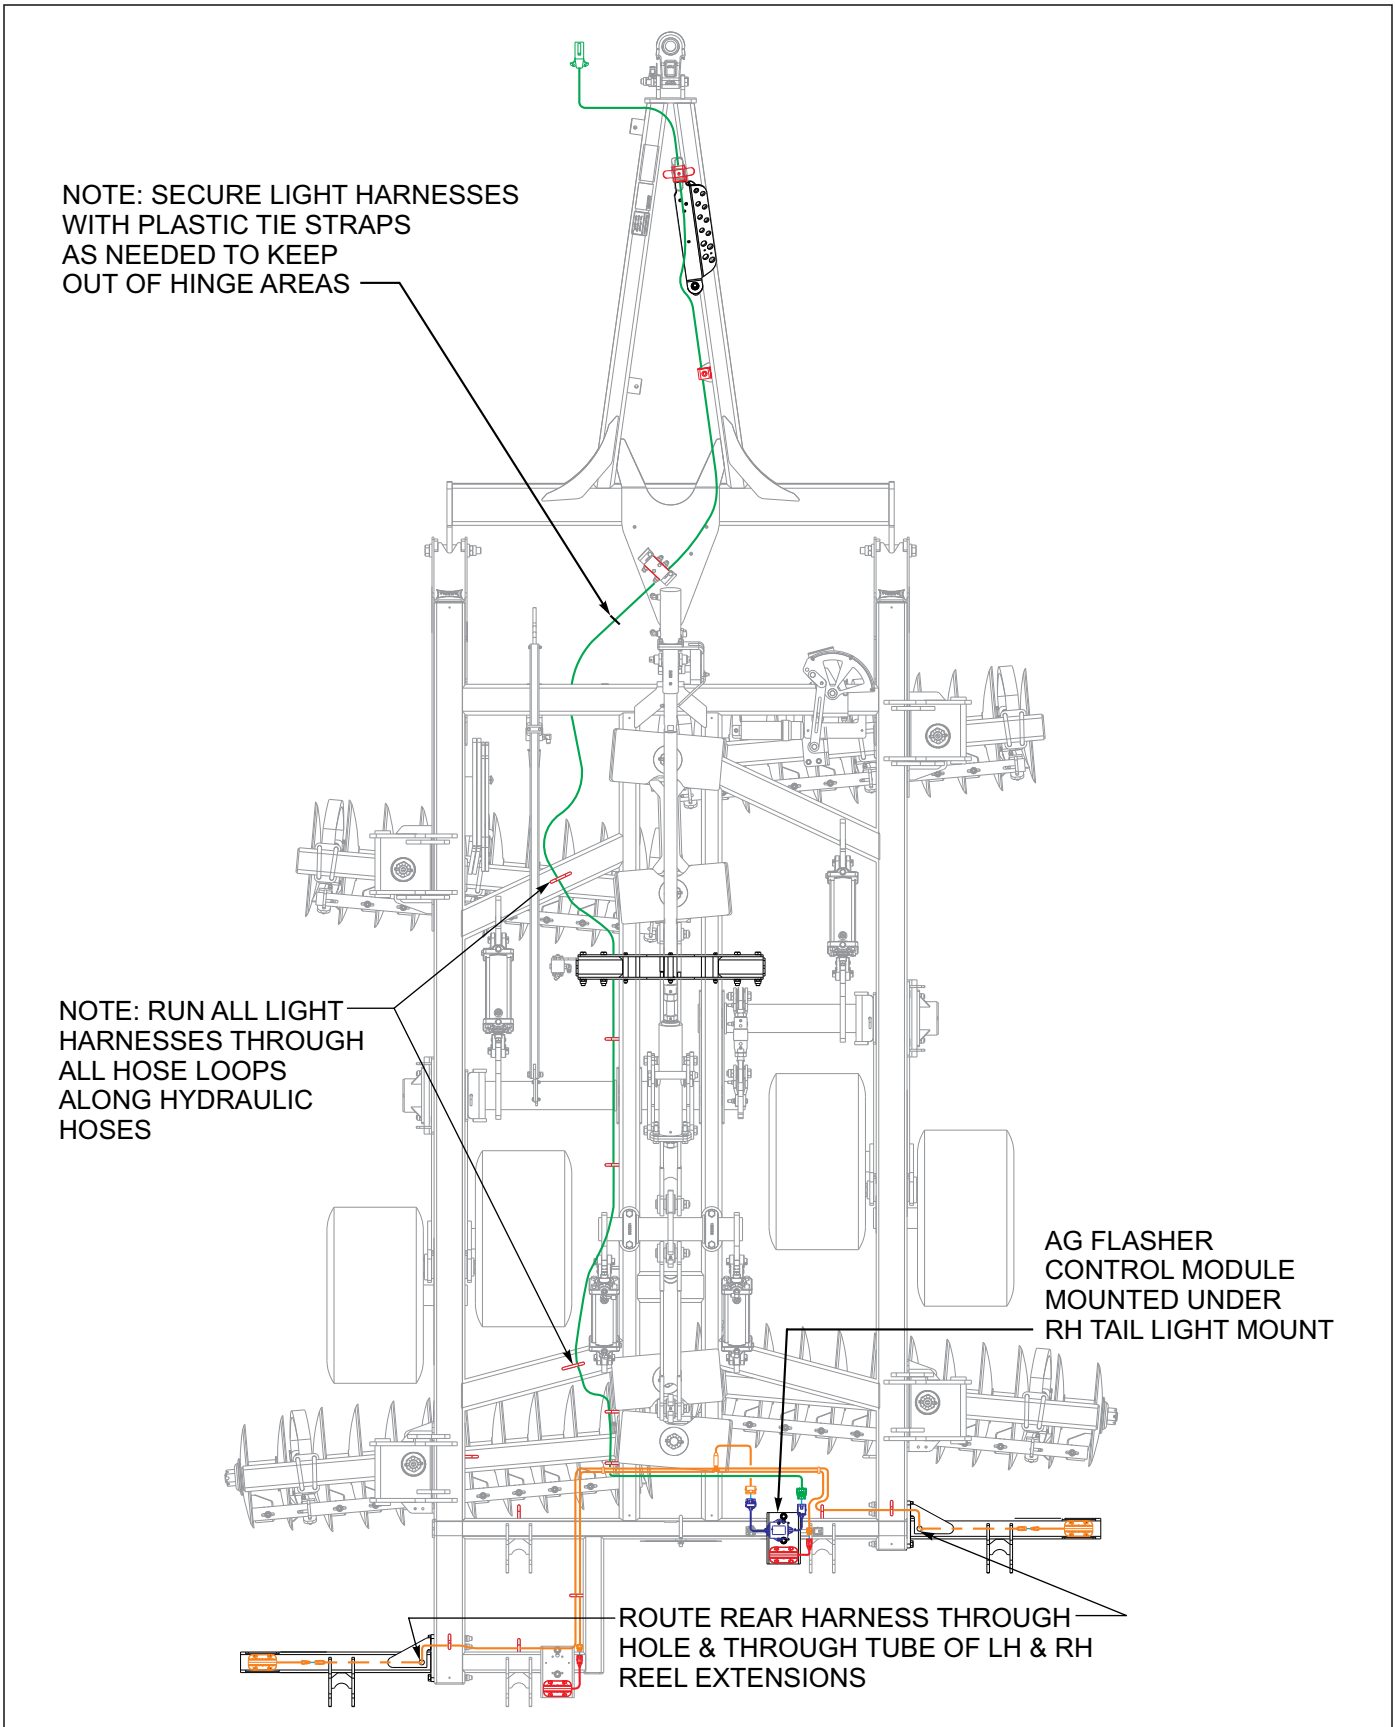 NOTE: SECURE LIGHT HARNESSES
WITH PLASTIC TIE STRAPS
AS NEEDED TO KEEP
OUT OF HINGE AREAS
NOTE: RUN ALL LIGHT
HARNESSES THROUGH
ALL HOSE LOOPS
ALONG HYDRAULIC
HOSES
AG FLASHER
CONTROL MODULE
MOUNTED UNDER
RH TAIL LIGHT MOUNT
ROUTE REAR HARNESS THROUGH
HOLE & THROUGH TUBE OF LH & RH
REEL EXTENSIONS